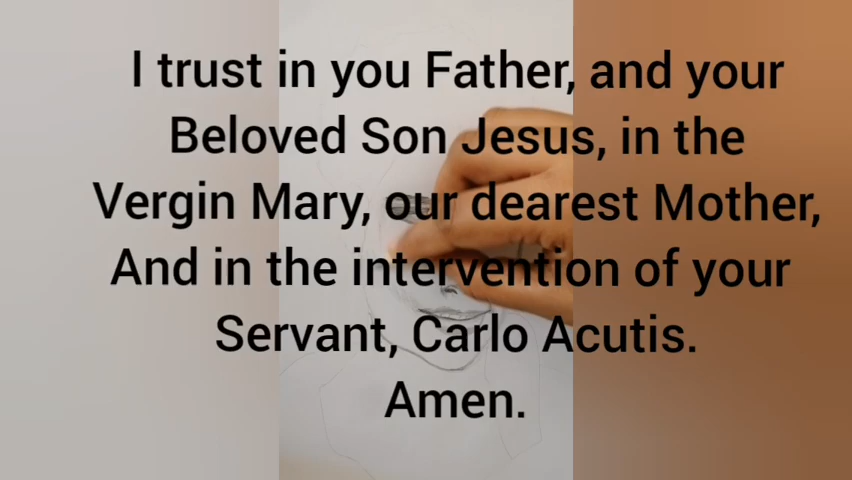 I trust in you Father, and your
Beloved Son Jesus, in the
Vergin Mary, our dearest Mother,
And in the intervention of your
Servant, Carlo Acutis.
Amen.